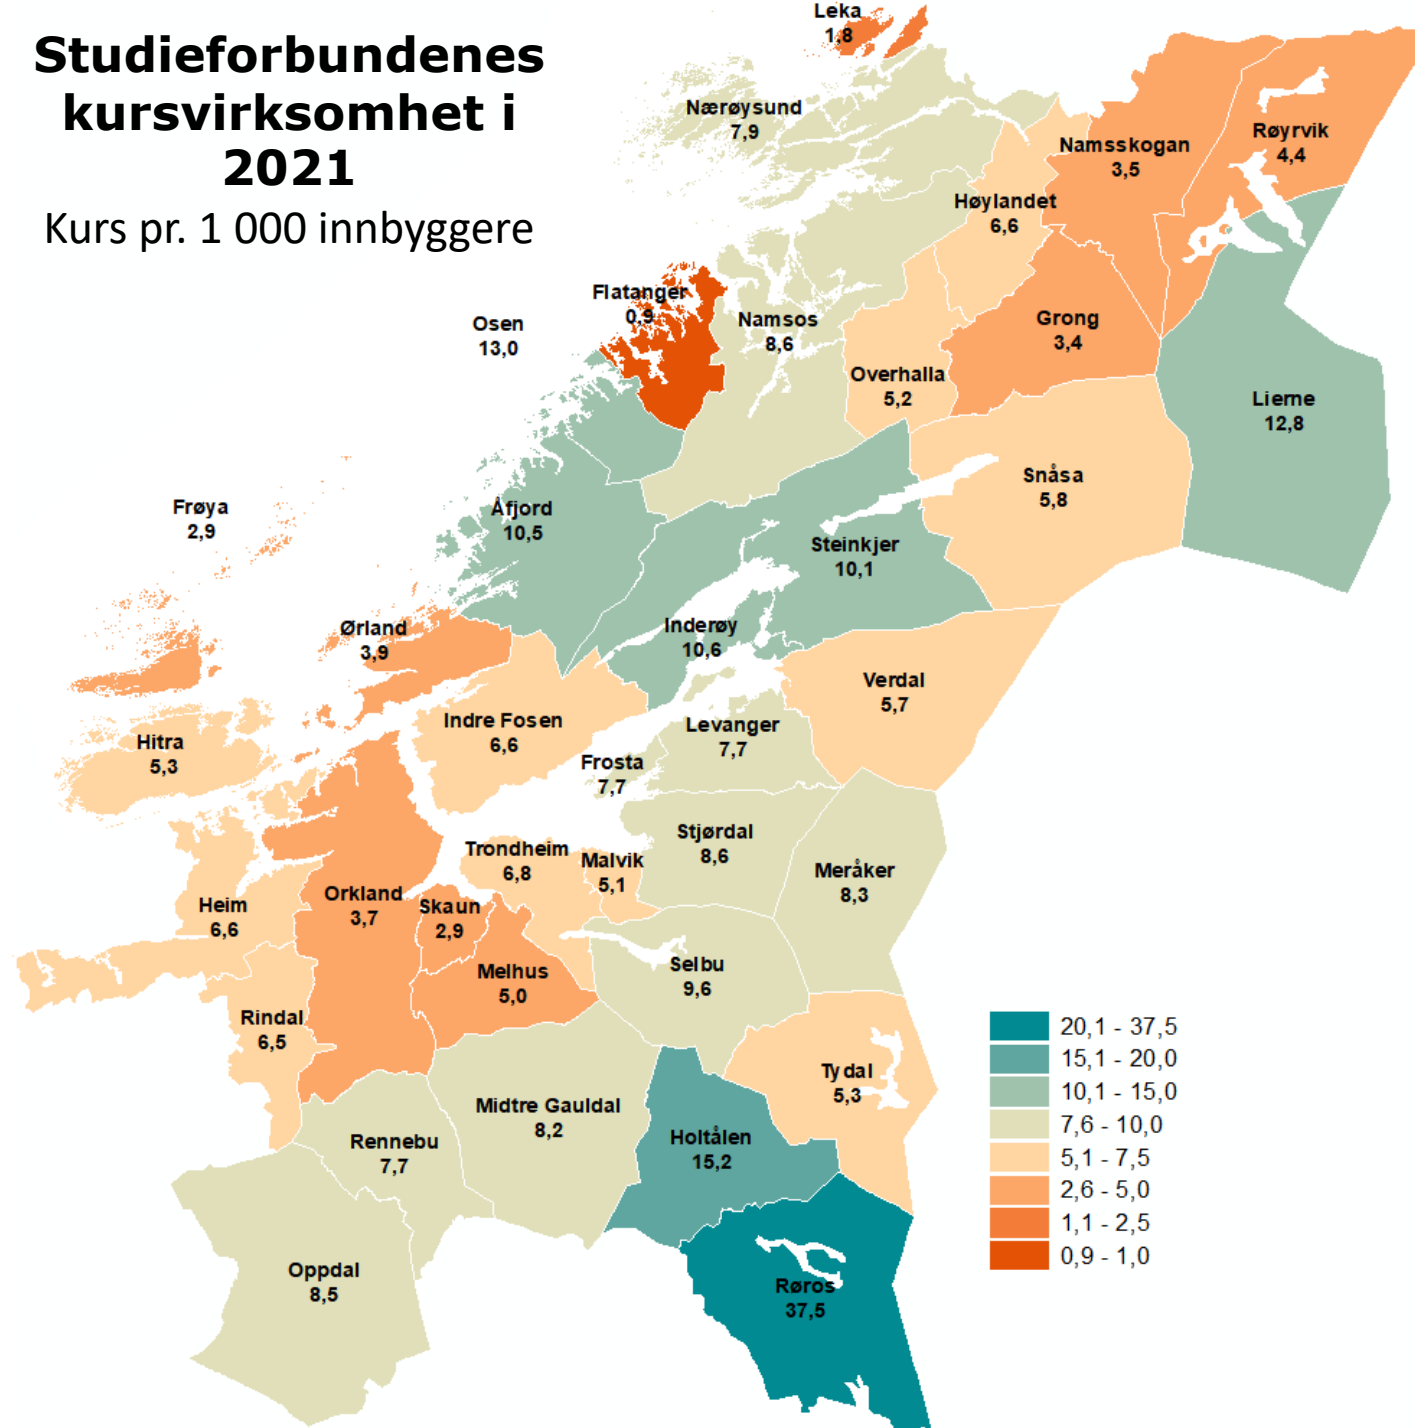 Studieforbundenes
kursvirksomhet i
2021
Kurs pr. 1 000 innbyggere
Leka
1,8
Nærøysund
7,9
Namsskogan
3,5
Røyrvik
4,4
Høylandet
6,6
Flatanger
0,9
Osen
13,0
Namsos
8,6
Grong
3,4
Overhalla
5,2
Lierne
12,8
Snåsa
5,8
Frøya
2,9
Åfjord
10,5
Steinkjer
10,1
Ørland
3,9
Inderøy
10,6
Verdal
5,7
Indre Fosen
6,6
Levanger
7,7
Hitra
5,3
Frosta
7,7
Stjørdal
8,6
Trondheim
6,8
Malvik
5,1
Meråker
8,3
Orkland
3,7
Skaun
2,9
Heim
6,6
Melhus
5,0
Selbu
9,6
Rindal
6,5
Tydal
5,3
Midtre Gauldal
8,2
Holtålen
15,2
Rennebu
7,7
Oppdal
8,5
Røros
37,5
20,1 - 37,5
15,1 - 20,0
10,1 - 15,0
7,6 - 10,0
5,1 - 7,5
2,6 - 5,0
1,1 - 2,5
0,9 - 1,0